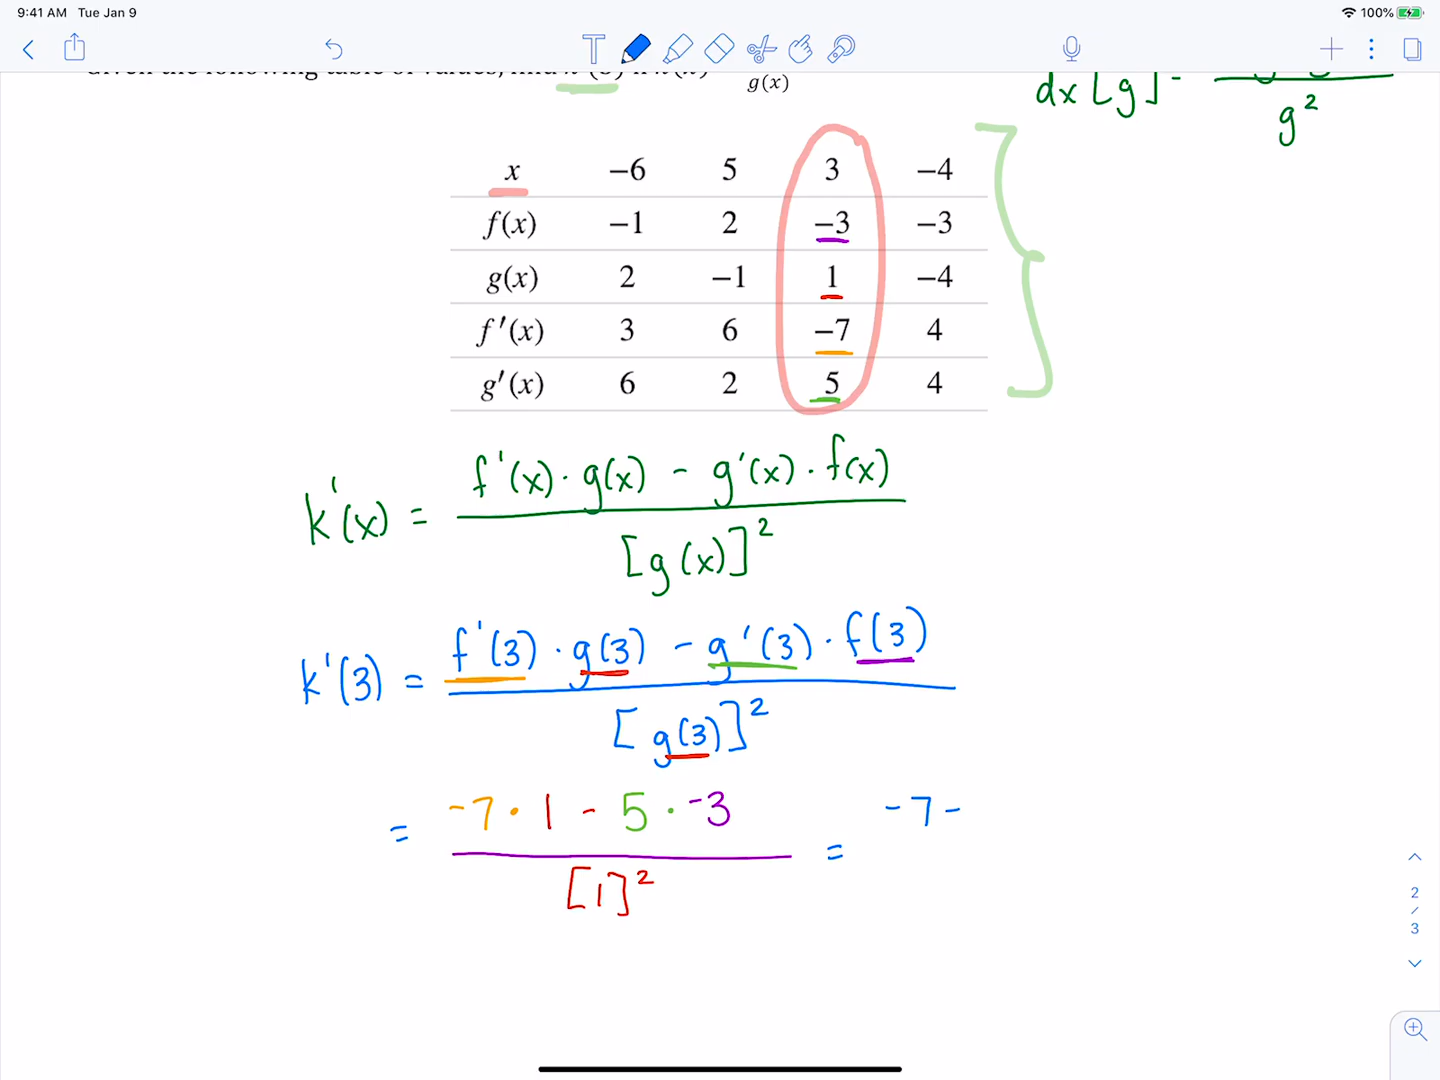 9:41 AM Tue Jan 9
100%
T
g(x)
dx [g] -
g²
x −6 5 3 −4
f(x) −1 2 −3 −3
g(x) 2 −1 1 −4
f′(x) 3 6 −7 4
g′(x) 6 2 5 4
k'(x) = f'(x) · g(x) - g'(x) · f(x)
[g(x)]²
k'(3) = f'(3) · g(3) - g'(3) · f(3)
[g(3)]²
= -7 · 1 - 5 · -3 = -7 -
[1]²
2
/
3